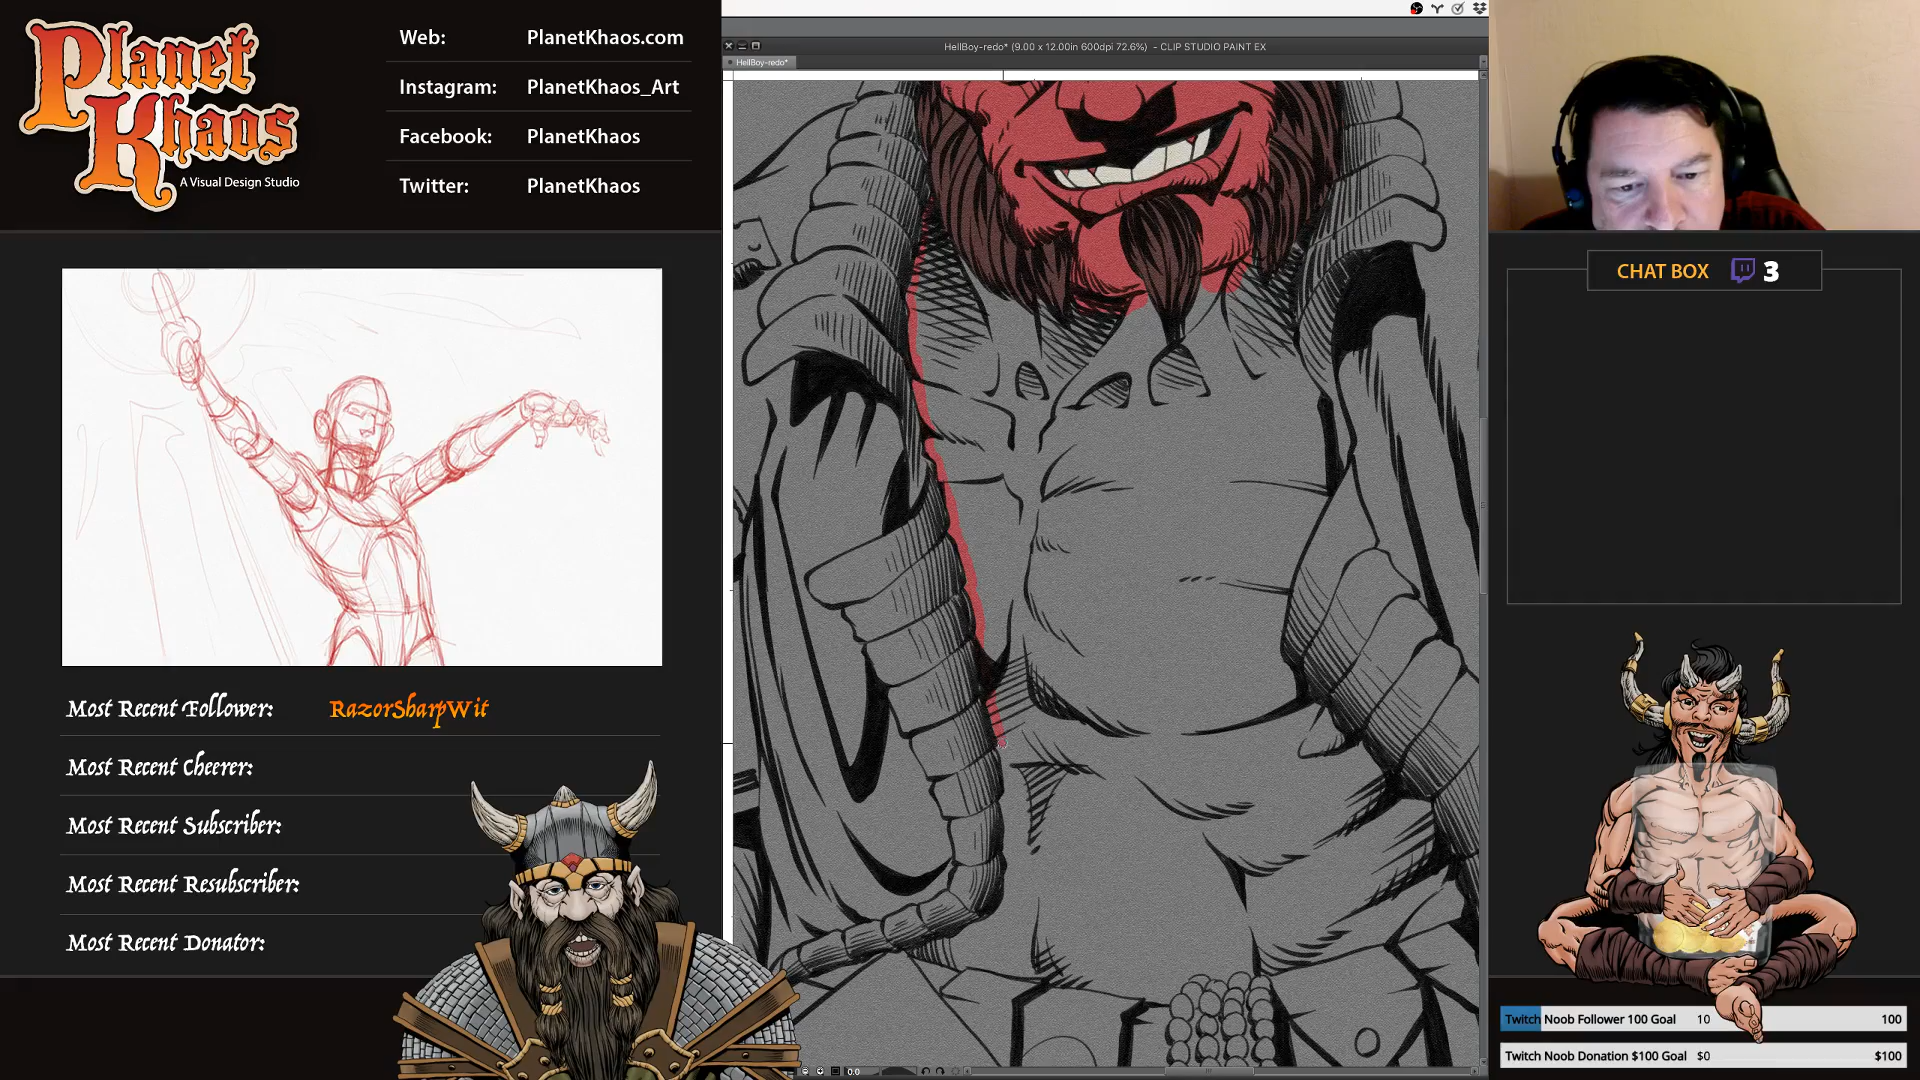 Planet
Khaos
A Visual Design Studio
Web: PlanetKhaos.com
Instagram: PlanetKhaos_Art
Facebook: PlanetKhaos
Twitter: PlanetKhaos
HellBoy-redo* (9.00 x 12.00in 600dpi 72.6%) - CLIP STUDIO PAINT EX
HellBoy-redo*
CHAT BOX 3
Most Recent Follower: RazorSharpWit
Most Recent Cheerer:
Most Recent Subscriber:
Most Recent Resubscriber:
Most Recent Donator:
0.0
Twitch Noob Follower 100 Goal 10 100
Twitch Noob Donation $100 Goal $0 $100